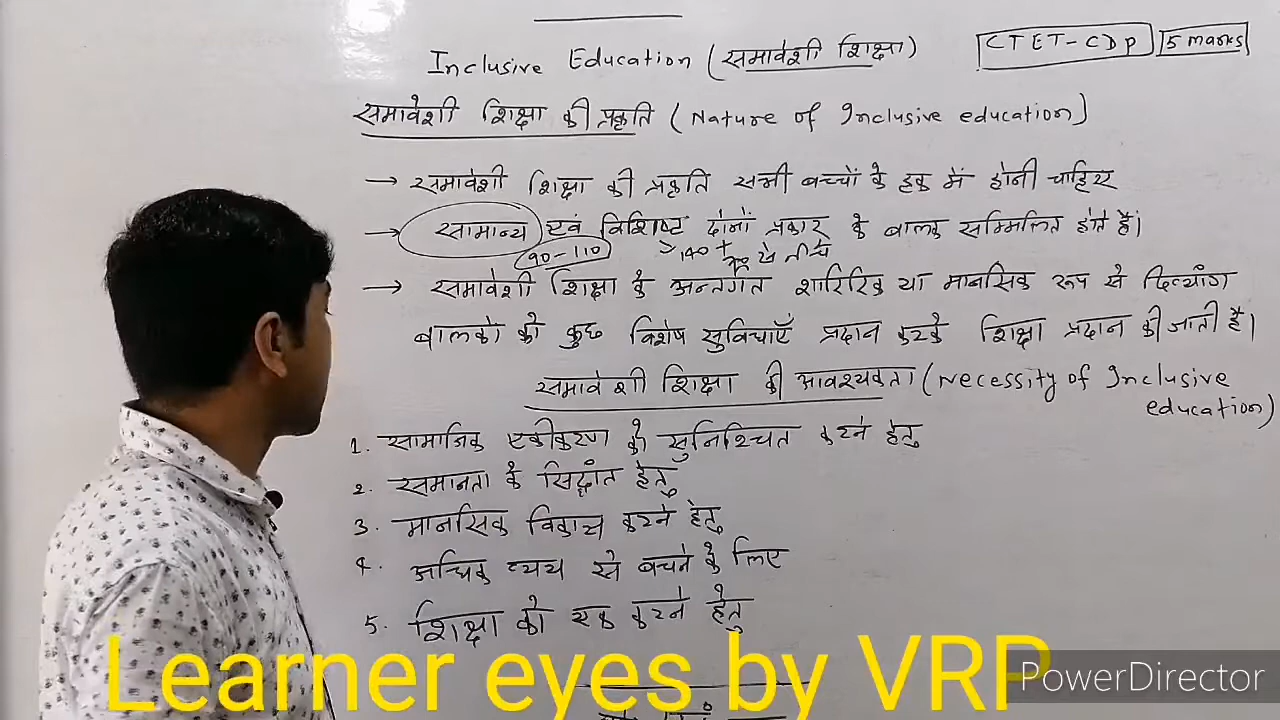 Inclusive Education (समावेशी शिक्षा)
CTET-CDP 5 marks
समावेशी शिक्षा की प्रकृति (Nature of Inclusive education)
→ समावेशी शिक्षा की प्रकृति सभी बच्चों के हक में होनी चाहिए
→ सामान्य एवं विशिष्ट दोनों प्रकार के बालक सम्मिलित होते हैं।
(90-110) >140 + से नीचे
→ समावेशी शिक्षा के अन्तर्गत शारिरिक या मानसिक रूप से दिव्यांग
बालको को कुछ विशेष सुविधाएँ प्रदान करके शिक्षा प्रदान की जाती है।
समावेशी शिक्षा की आवश्यकता (Necessity of Inclusive
education)
1. सामाजिक एकीकरण को सुनिश्चित करने हेतु
2. समानता के सिद्धांत हेतु
3. मानसिक विकास करने हेतु
4. अधिक व्यय से बचने के लिए
5. शिक्षा को एक करने हेतु
Learner eyes by VRP
PowerDirector